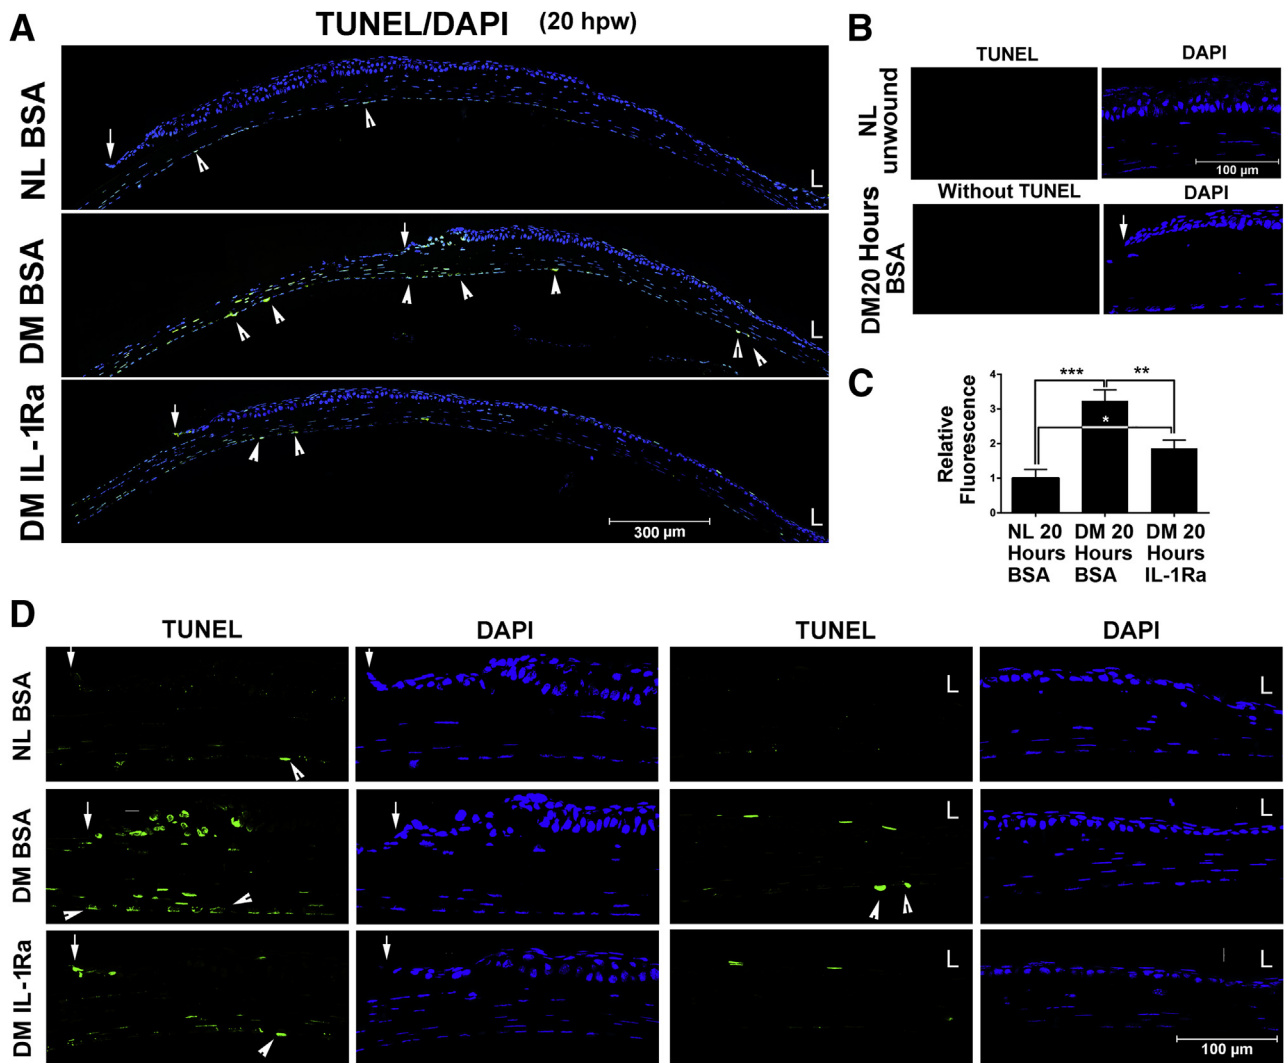 A
TUNEL/DAPI (20 hpw)
NL BSA
L
DM BSA
L
DM IL-1Ra
L
300 µm
B
TUNEL
DAPI
NL
unwound
100 µm
Without TUNEL
DAPI
DM20 Hours
BSA
C
Relative
Fluorescence
4
3
2
1
0
***
**
*
NL 20
Hours
BSA
DM 20
Hours
BSA
DM 20
Hours
IL-1Ra
D
TUNEL
DAPI
TUNEL
DAPI
NL BSA
L
L
DM BSA
L
L
DM IL-1Ra
L
L
100 µm